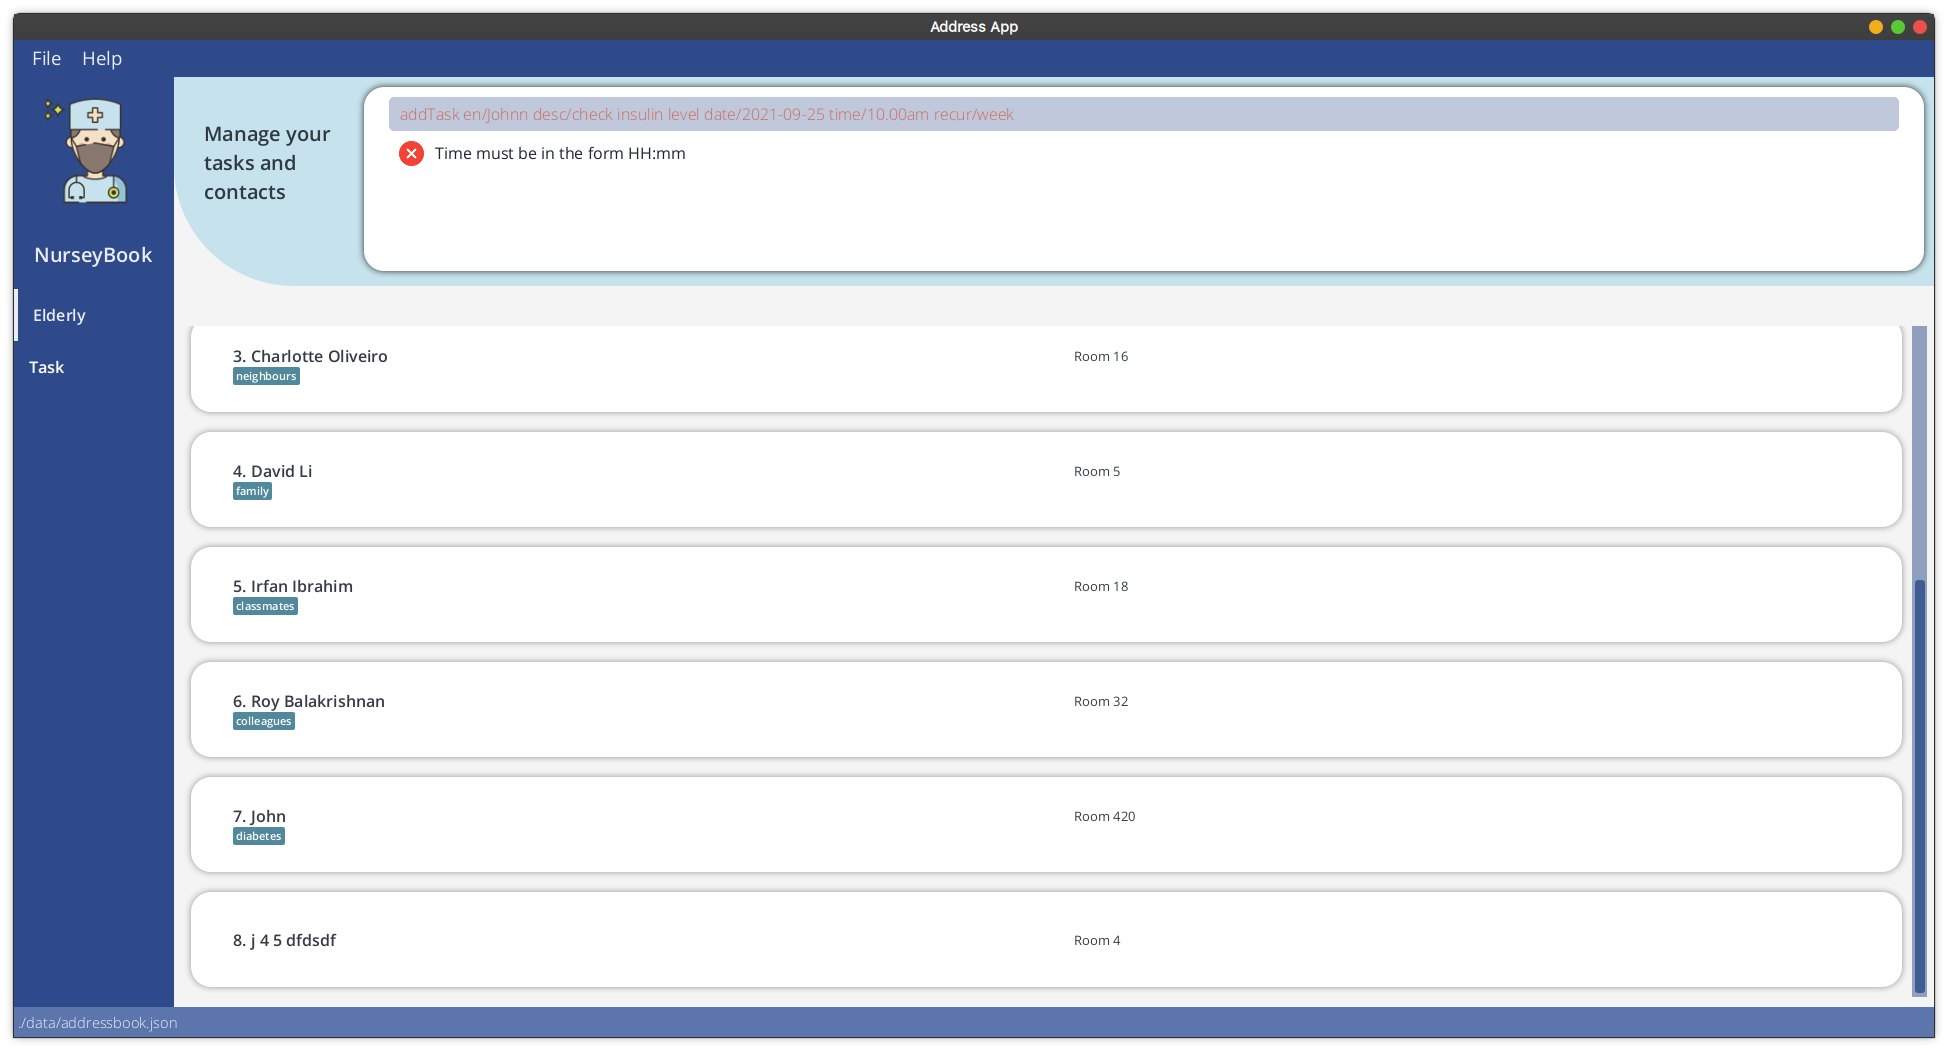 Address App
File Help
Manage your
tasks and
contacts
addTask en/Johnn desc/check insulin level date/2021-09-25 time/10.00am recur/week
Time must be in the form HH:mm
NurseyBook
Elderly
Task
3. Charlotte Oliveiro Room 16
neighbours
4. David Li Room 5
family
5. Irfan Ibrahim Room 18
classmates
6. Roy Balakrishnan Room 32
colleagues
7. John Room 420
diabetes
8. j 4 5 dfdsdf Room 4
./data/addressbook.json